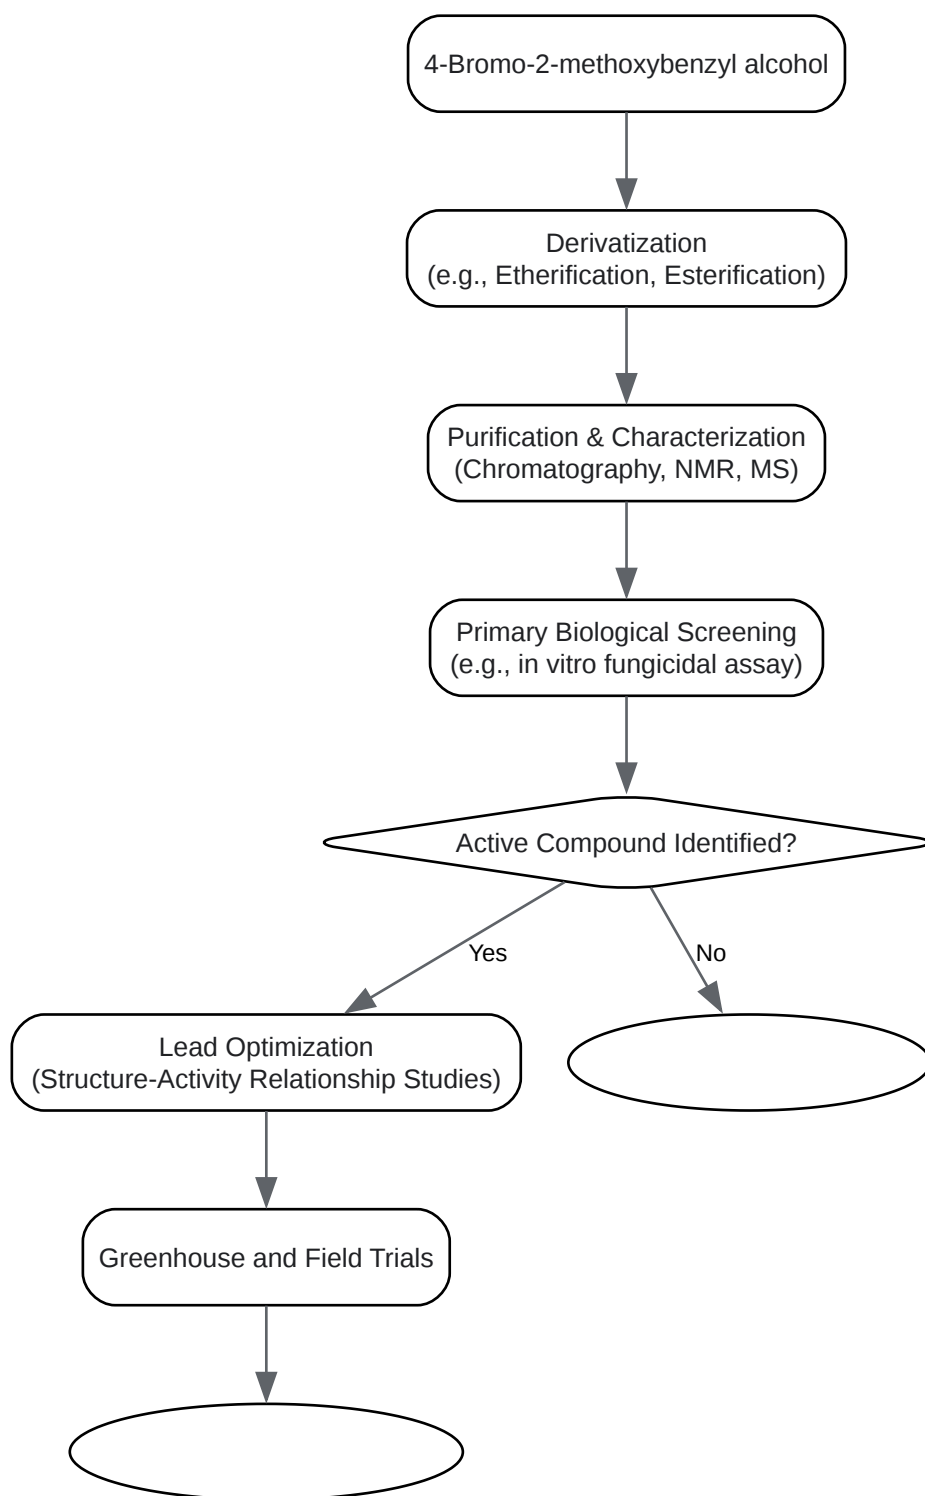 4-Bromo-2-methoxybenzyl alcohol
Derivatization
(e.g., Etherification, Esterification)
Purification & Characterization
(Chromatography, NMR, MS)
Primary Biological Screening
(e.g., in vitro fungicidal assay)
Active Compound Identified?
Yes
No
Lead Optimization
(Structure-Activity Relationship Studies)
Greenhouse and Field Trials